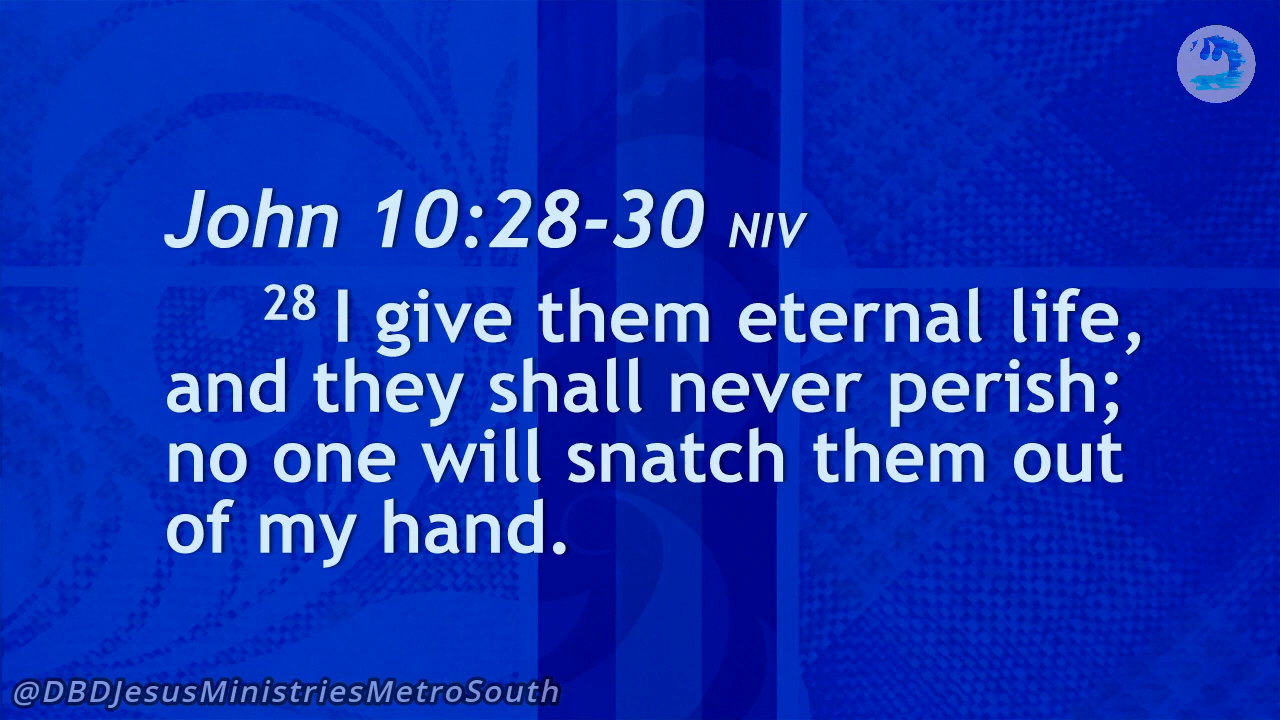 John 10:28-30 NIV
28 I give them eternal life,
and they shall never perish;
no one will snatch them out
of my hand.
@DBDJesusMinistriesMetroSouth